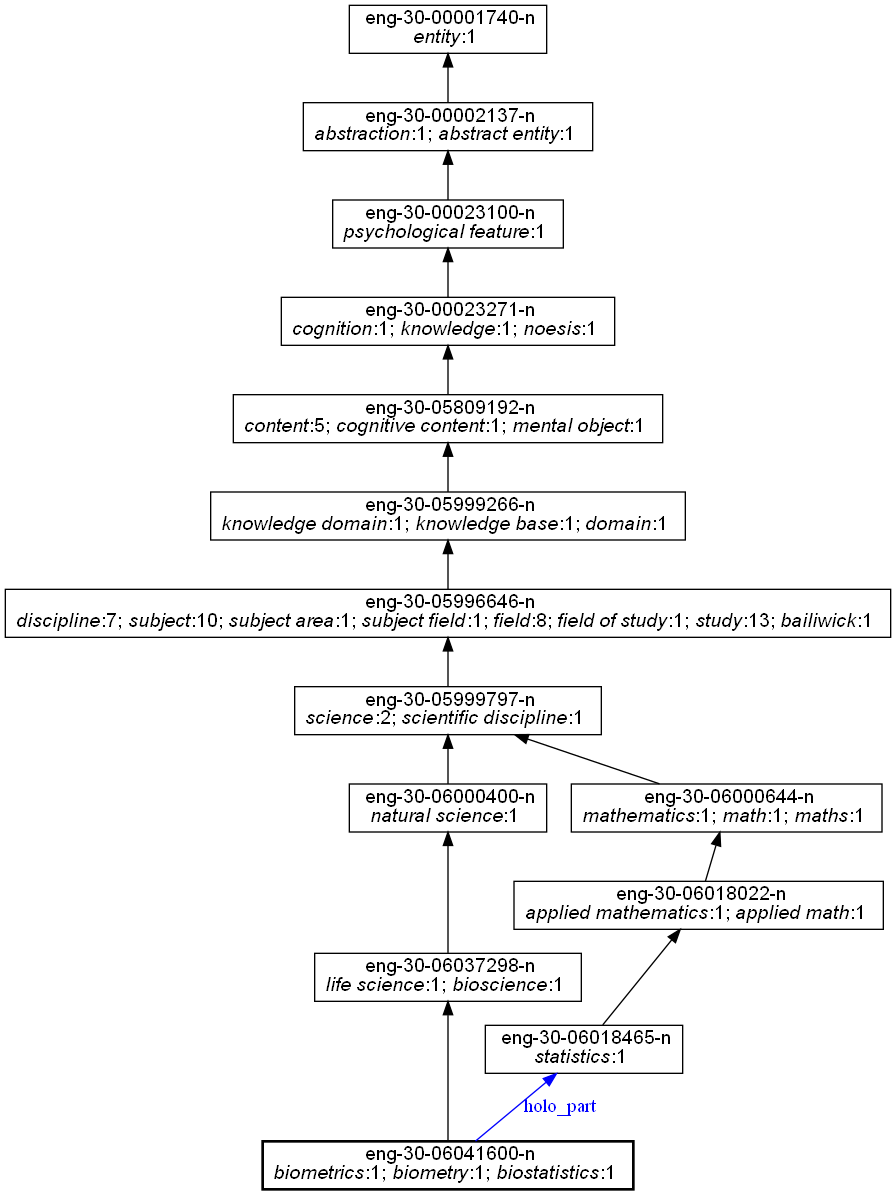 eng-30-00001740-n
entity:1
eng-30-00002137-n
abstraction:1; abstract entity:1
eng-30-00023100-n
psychological feature:1
eng-30-00023271-n
cognition:1; knowledge:1; noesis:1
eng-30-05809192-n
content:5; cognitive content:1; mental object:1
eng-30-05999266-n
knowledge domain:1; knowledge base:1; domain:1
eng-30-05996646-n
discipline:7; subject:10; subject area:1; subject field:1; field:8; field of study:1; study:13; bailiwick:1
eng-30-05999797-n
science:2; scientific discipline:1
eng-30-06000400-n
natural science:1
eng-30-06000644-n
mathematics:1; math:1; maths:1
eng-30-06018022-n
applied mathematics:1; applied math:1
eng-30-06037298-n
life science:1; bioscience:1
eng-30-06018465-n
statistics:1
holo_part
eng-30-06041600-n
biometrics:1; biometry:1; biostatistics:1